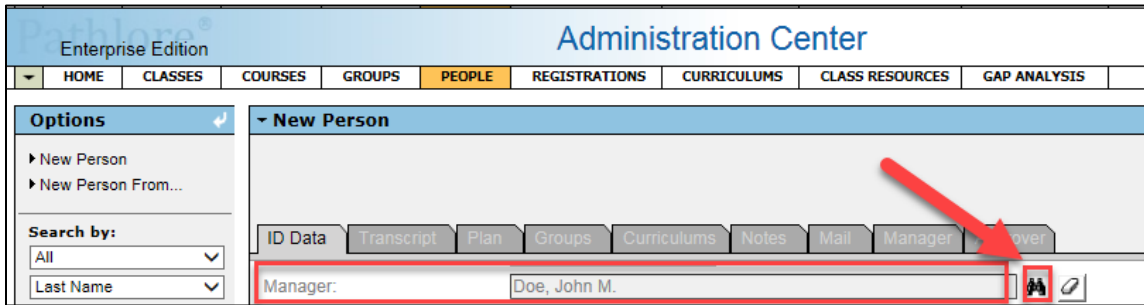 Pathlore®
Enterprise Edition
Administration Center
HOME CLASSES COURSES GROUPS PEOPLE REGISTRATIONS CURRICULUMS CLASS RESOURCES GAP ANALYSIS
Options
New Person
New Person
New Person From...
Search by:
All
Last Name
ID Data Transcript Plan Groups Curriculums Notes Mail Manager
Manager: Doe, John M.